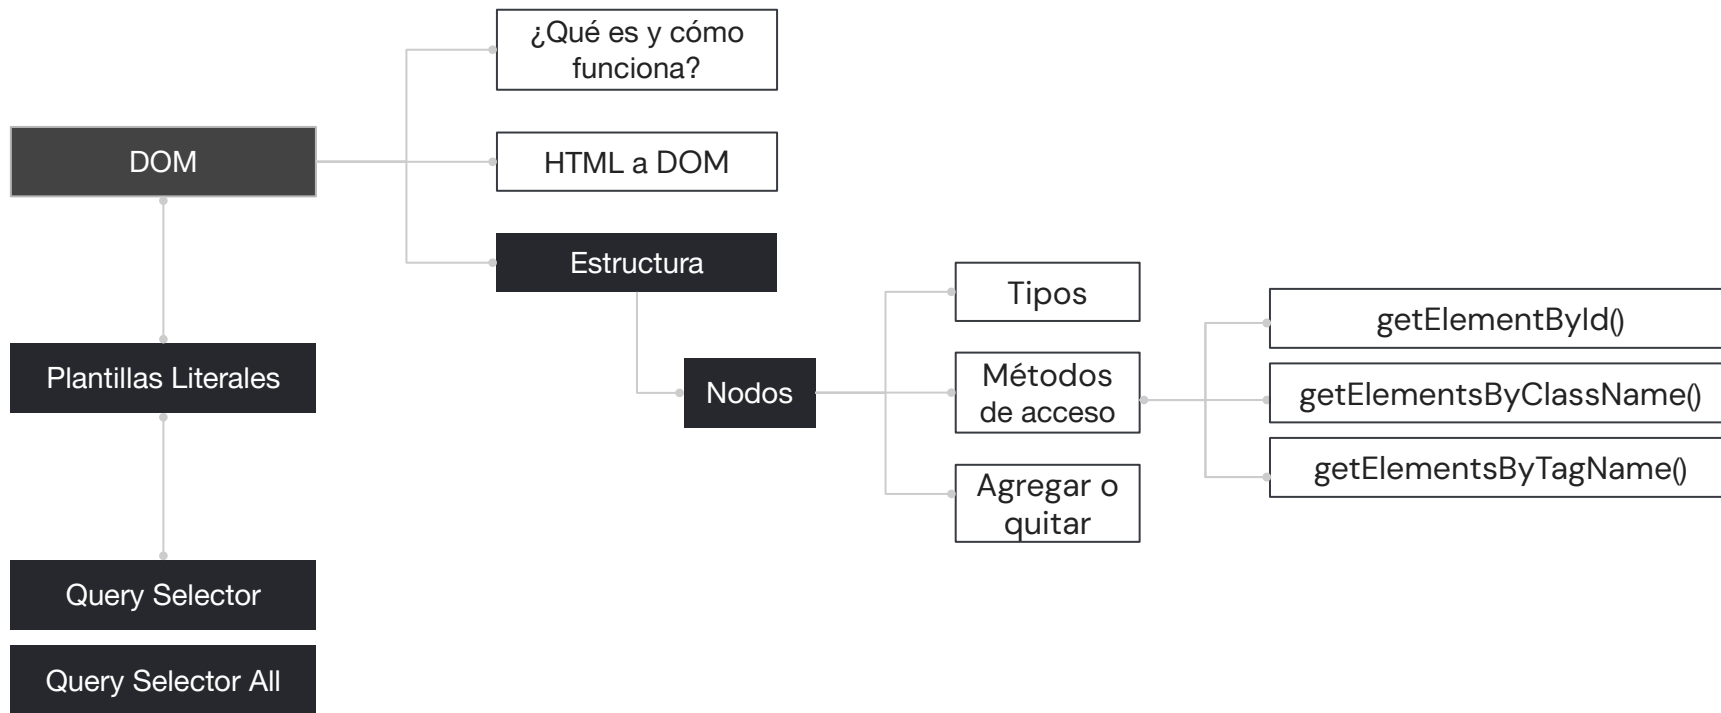 ¿Qué es y cómo
funciona?
DOM
HTML a DOM
Estructura
Tipos
getElementById()
Plantillas Literales
Nodos
Métodos
de acceso
getElementsByClassName()
getElementsByTagName()
Agregar o
quitar
Query Selector
Query Selector All